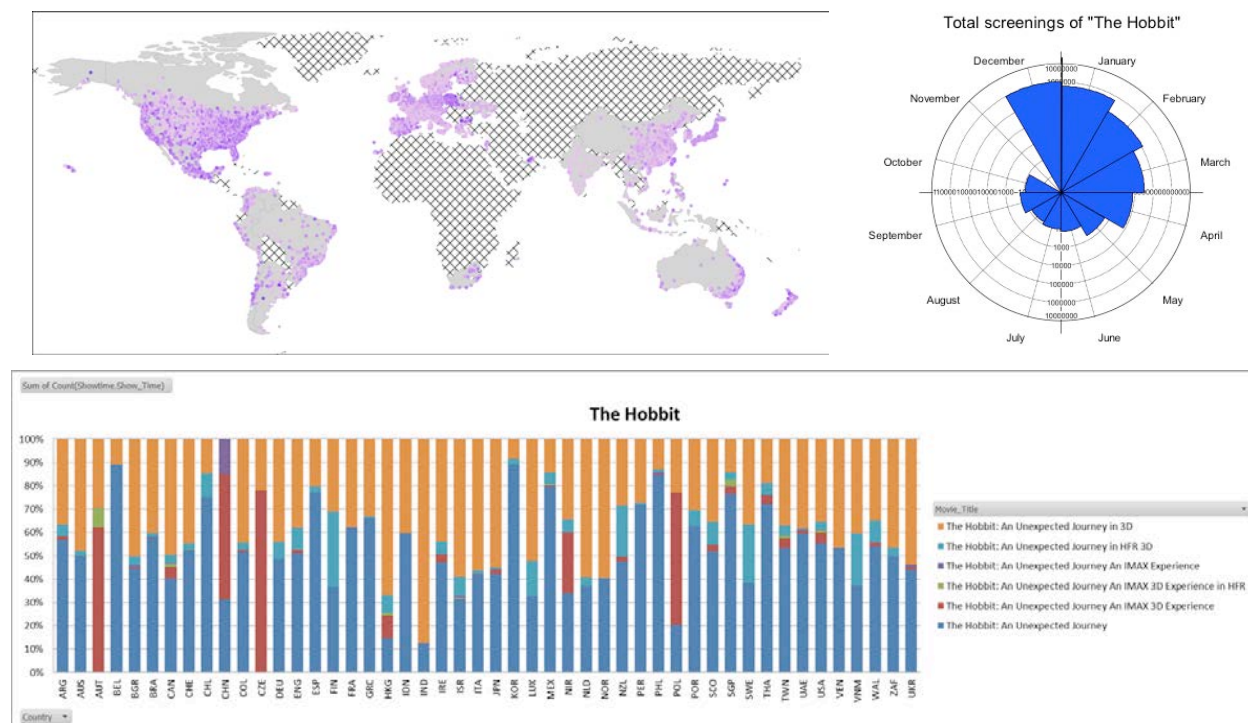 Total screenings of "The Hobbit"
December
January
November
February
October
March
September
April
August
May
July
June
10000000
1000000
1000
10000
100000
1000000
10000000
Sum of Count(Showtime.Show_Time)
The Hobbit
100%
90%
80%
70%
60%
50%
40%
30%
20%
10%
0%
ARG
AUS
AUT
BEL
BGR
BRA
CAN
CHE
CHL
CHN
COL
CZE
DEU
ENG
ESP
FIN
FRA
GRC
HKG
IDN
IND
IRE
ISR
ITA
JPN
KOR
LUX
MEX
NIR
NLD
NOR
NZL
PER
PHL
POL
POR
SCO
SGP
SWE
THA
TWN
UAE
USA
VEN
VNM
WAL
ZAF
UKR
Movie_Title
The Hobbit: An Unexpected Journey in 3D
The Hobbit: An Unexpected Journey in HFR 3D
The Hobbit: An Unexpected Journey An IMAX Experience
The Hobbit: An Unexpected Journey An IMAX 3D Experience in HFR
The Hobbit: An Unexpected Journey An IMAX 3D Experience
The Hobbit: An Unexpected Journey
Country